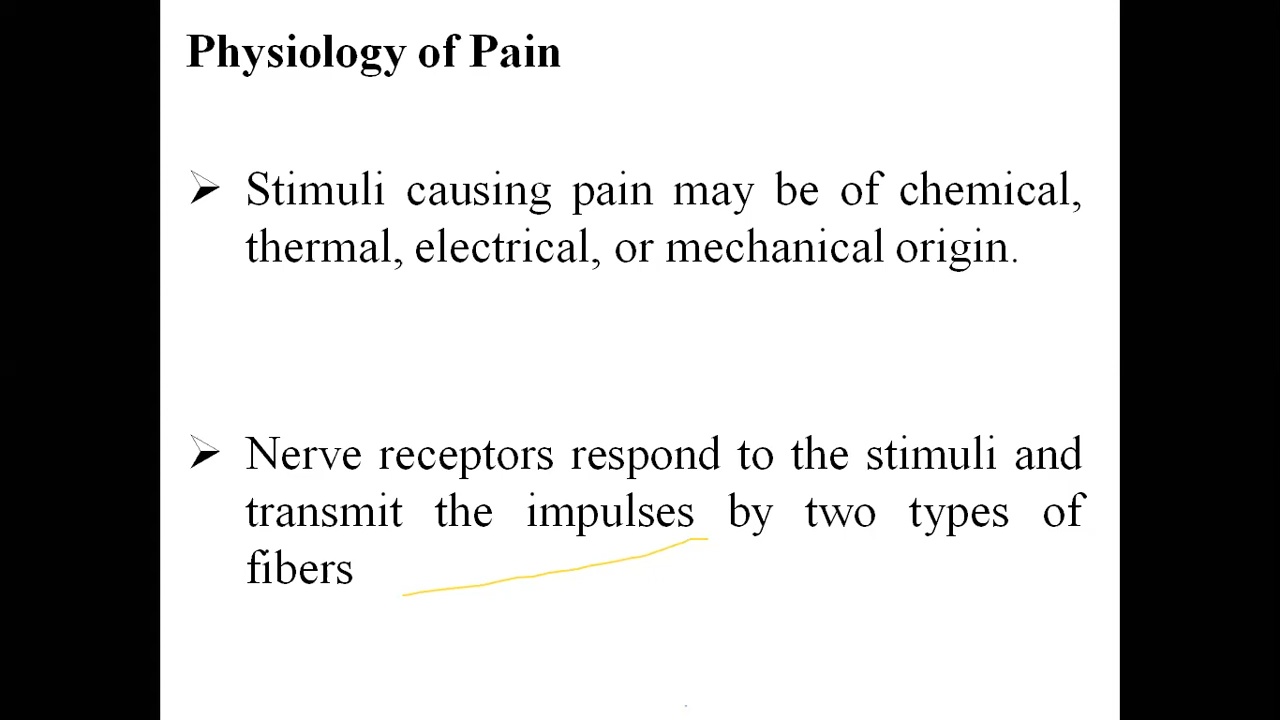 Physiology of Pain
➢ Stimuli causing pain may be of chemical,
thermal, electrical, or mechanical origin.
➢ Nerve receptors respond to the stimuli and
transmit the impulses by two types of
fibers